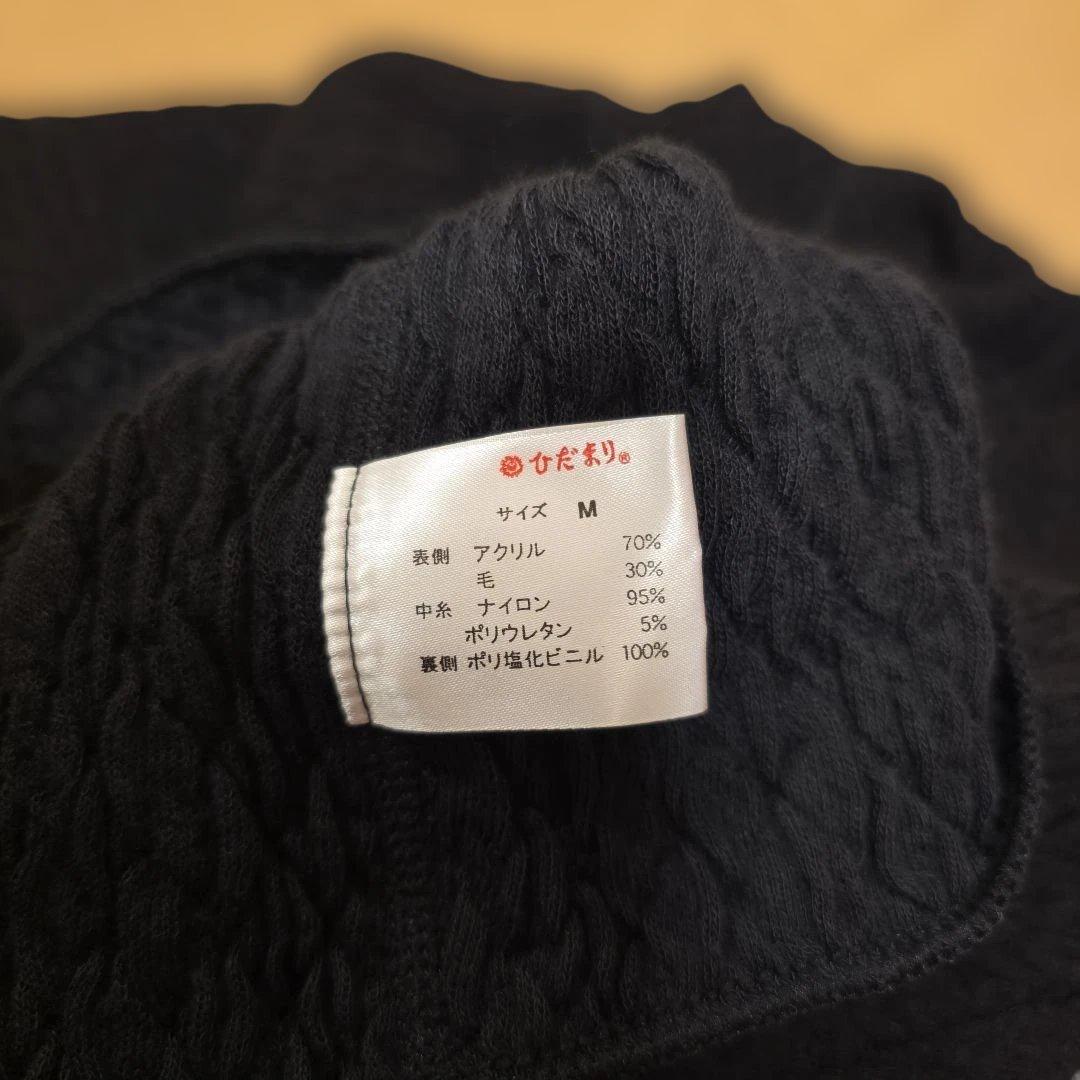 ひだまり®
サイズ M
表側 アクリル 70%
毛 30%
中糸 ナイロン 95%
ポリウレタン 5%
裏側 ポリ塩化ビニル 100%